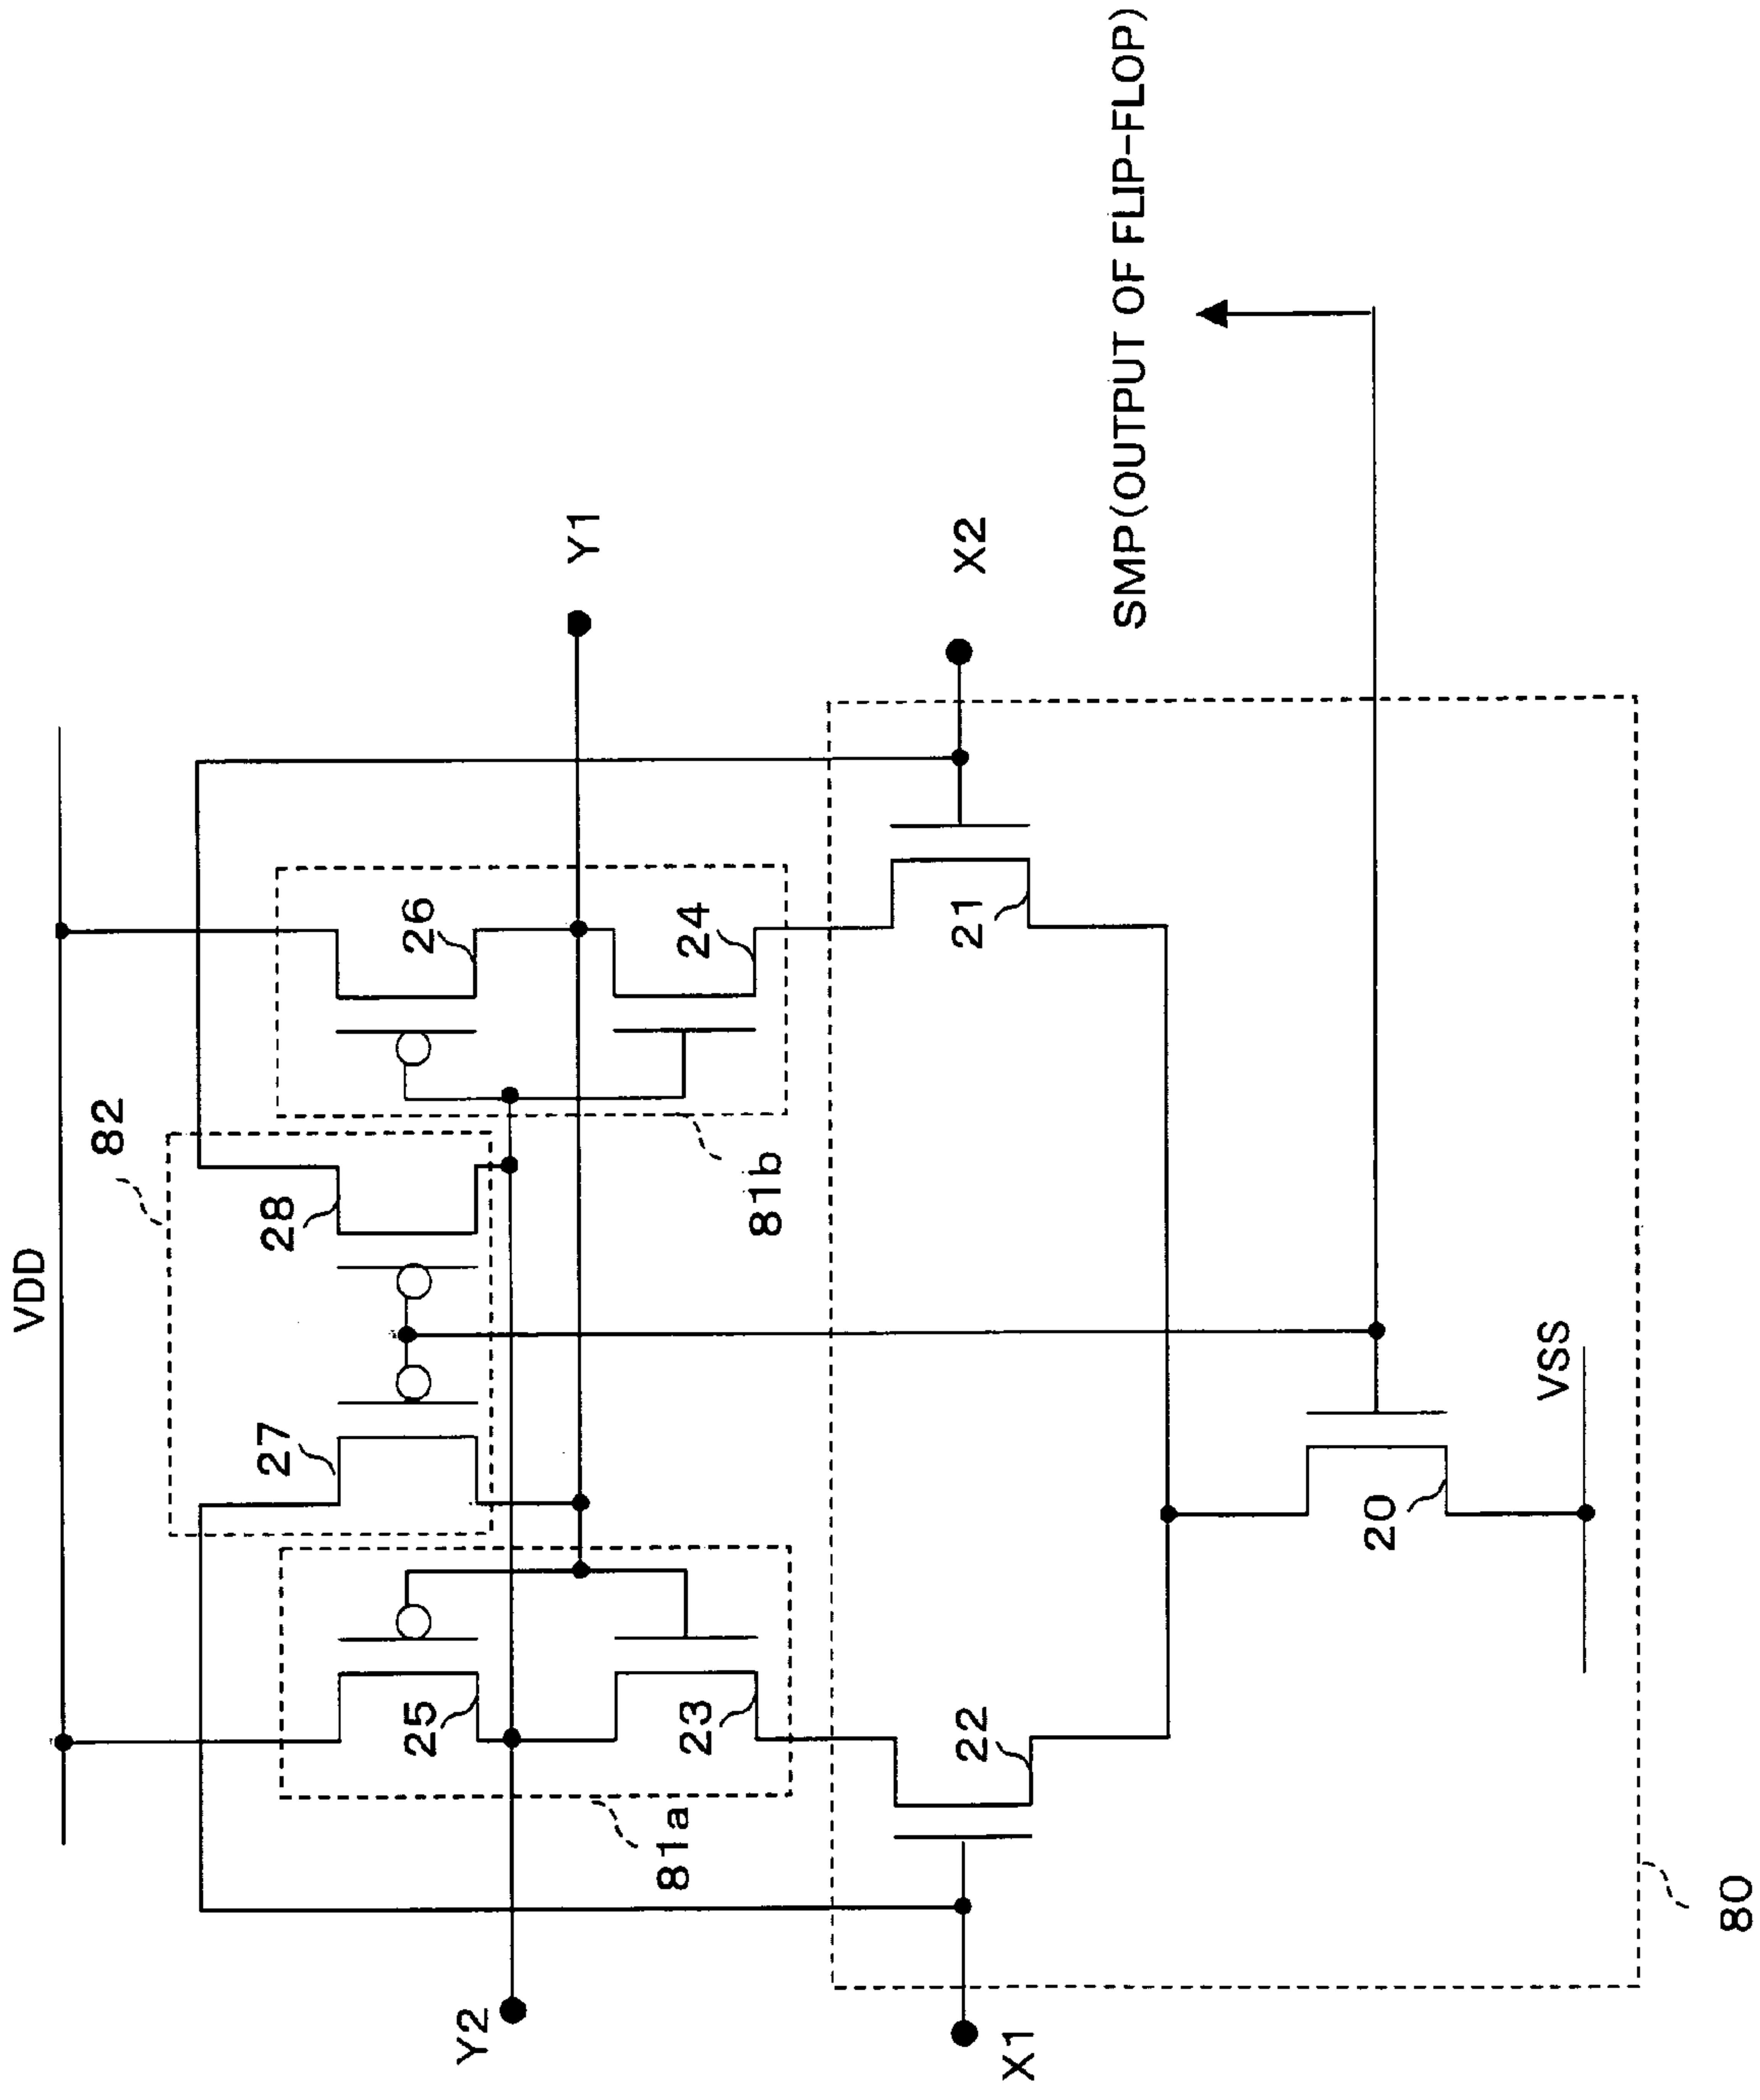 VDD
82
27
28
25
26
Y2
Y1
81a
23
81b
24
X1
22
21
X2
20
VSS
SMP(OUTPUT OF FLIP-FLOP)
80